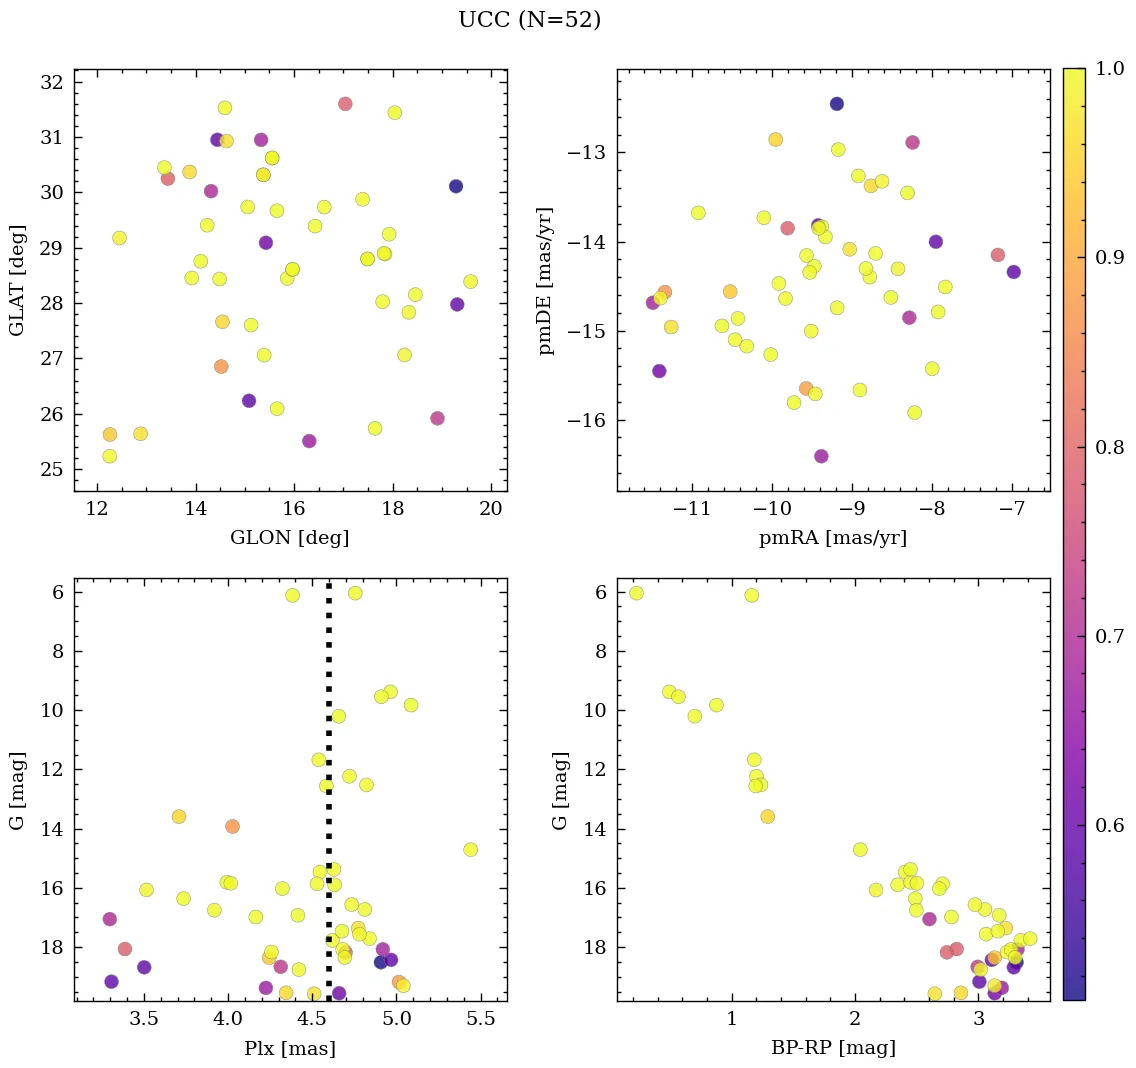 UCC (N=52)
32
31
30
29
28
27
26
25
GLAT [deg]
12 14 16 18 20
GLON [deg]
−13
−14
−15
−16
pmDE [mas/yr]
−11 −10 −9 −8 −7
pmRA [mas/yr]
6
8
10
12
14
16
18
G [mag]
3.5 4.0 4.5 5.0 5.5
Plx [mas]
6
8
10
12
14
16
18
G [mag]
1 2 3
BP-RP [mag]
1.0
0.9
0.8
0.7
0.6